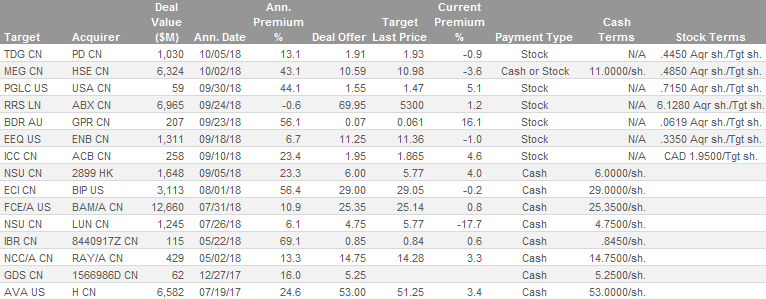 Target Acquirer Deal Value ($M) Ann. Date Ann. Premium % Deal Offer Target Last Price Current Premium % Payment Type Cash Terms Stock Terms
TDG CN PD CN 1,030 10/05/18 13.1 1.91 1.93 -0.9 Stock N/A .4450 Aqr sh./Tgt sh.
MEG CN HSE CN 6,324 10/02/18 43.1 10.59 10.98 -3.6 Cash or Stock 11.0000/sh. .4850 Aqr sh./Tgt sh.
PGLC US USA CN 59 09/30/18 44.1 1.55 1.47 5.1 Stock N/A .7150 Aqr sh./Tgt sh.
RRS LN ABX CN 6,965 09/24/18 -0.6 69.95 5300 1.2 Stock N/A 6.1280 Aqr sh./Tgt sh.
BDR AU GPR CN 207 09/23/18 56.1 0.07 0.061 16.1 Stock N/A .0619 Aqr sh./Tgt sh.
EEQ US ENB CN 1,311 09/18/18 6.7 11.25 11.36 -1.0 Stock N/A .3350 Aqr sh./Tgt sh.
ICC CN ACB CN 258 09/10/18 23.4 1.95 1.865 4.6 Stock N/A CAD 1.9500/Tgt sh.
NSU CN 2899 HK 1,648 09/05/18 23.3 6.00 5.77 4.0 Cash 6.0000/sh.
ECI CN BIP US 3,113 08/01/18 56.4 29.00 29.05 -0.2 Cash 29.0000/sh.
FCE/A US BAM/A CN 12,660 07/31/18 10.9 25.35 25.14 0.8 Cash 25.3500/sh.
NSU CN LUN CN 1,245 07/26/18 6.1 4.75 5.77 -17.7 Cash 4.7500/sh.
IBR CN 8440917Z CN 115 05/22/18 69.1 0.85 0.84 0.6 Cash .8450/sh.
NCC/A CN RAY/A CN 429 05/02/18 13.3 14.75 14.28 3.3 Cash 14.7500/sh.
GDS CN 1566986D CN 62 12/27/17 16.0 5.25 Cash 5.2500/sh.
AVA US H CN 6,582 07/19/17 24.6 53.00 51.25 3.4 Cash 53.0000/sh.